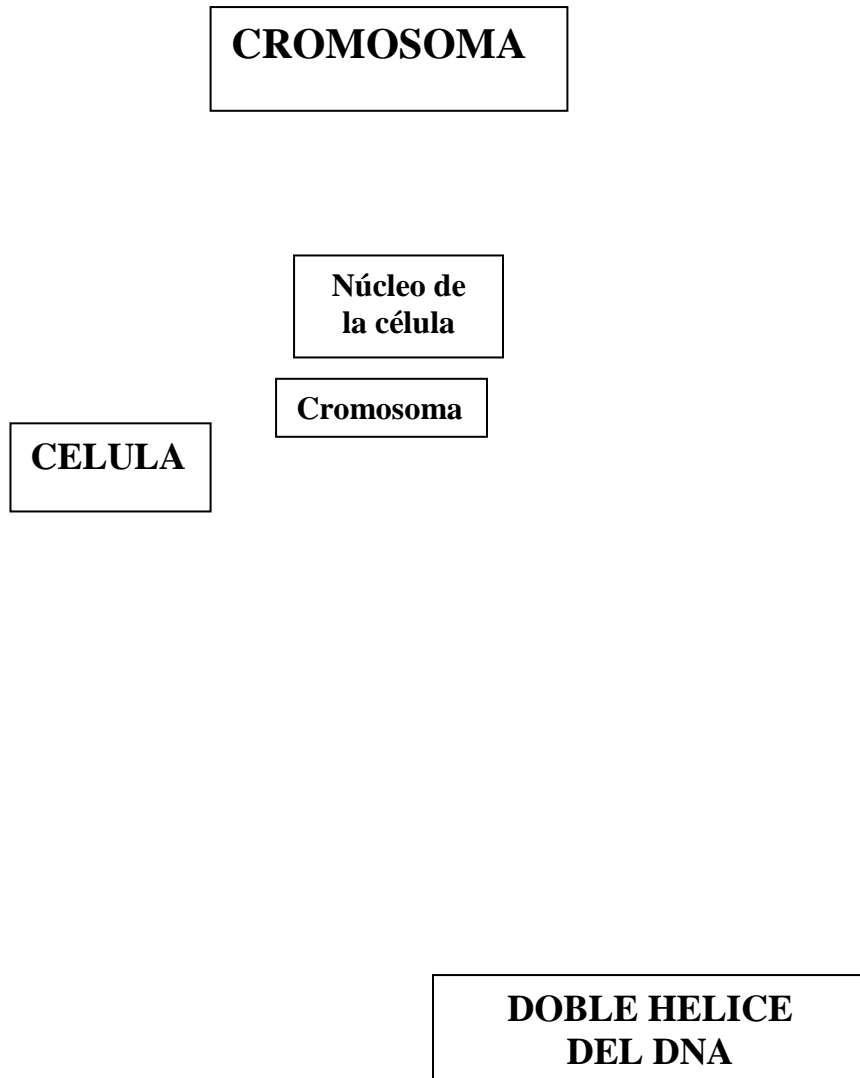 CROMOSOMA
Núcleo de
la célula
Cromosoma
CELULA
DOBLE HELICE
DEL DNA